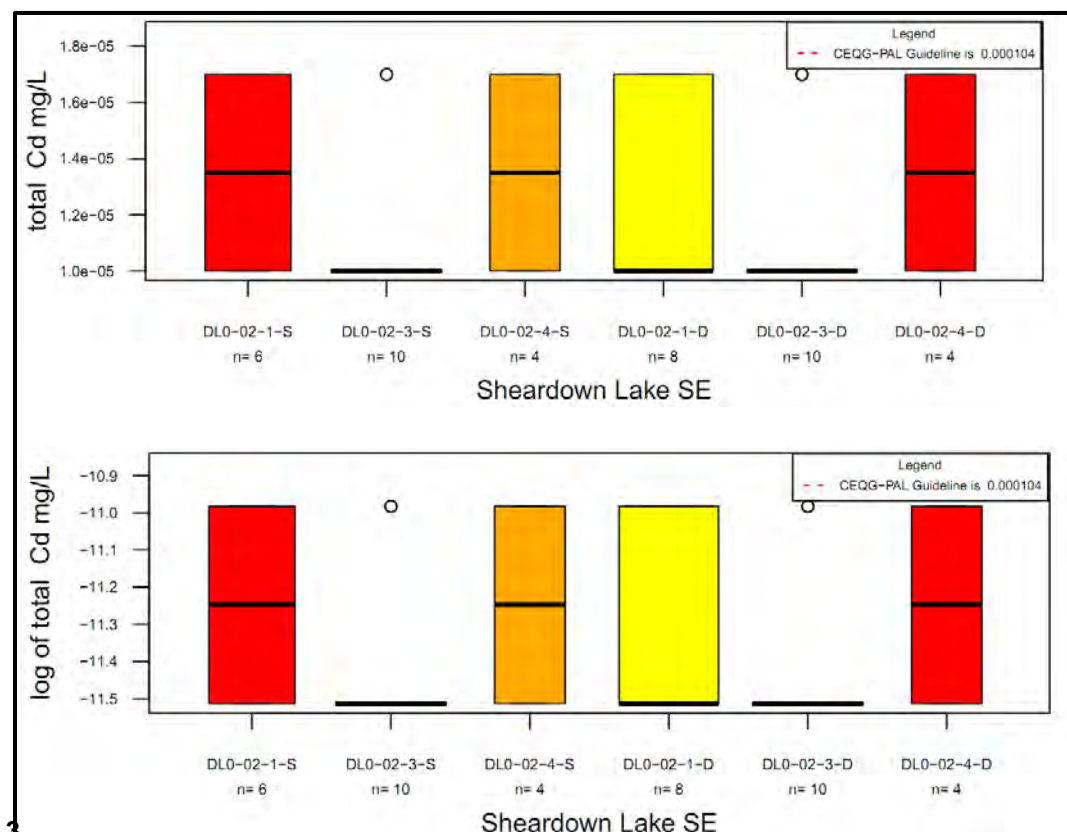 Legend
CEQG-PAL Guideline is 0.000104
total Cd mg/L
1.8e-05
1.6e-05
1.4e-05
1.2e-05
1.0e-05
DL0-02-1-S DL0-02-3-S DL0-02-4-S DL0-02-1-D DL0-02-3-D DL0-02-4-D
n= 6 n= 10 n= 4 n= 8 n= 10 n= 4
Sheardown Lake SE
Legend
CEQG-PAL Guideline is 0.000104
log of total Cd mg/L
-10.9
-11.0
-11.1
-11.2
-11.3
-11.4
-11.5
DL0-02-1-S DL0-02-3-S DL0-02-4-S DL0-02-1-D DL0-02-3-D DL0-02-4-D
n= 6 n= 10 n= 4 n= 8 n= 10 n= 4
Sheardown Lake SE